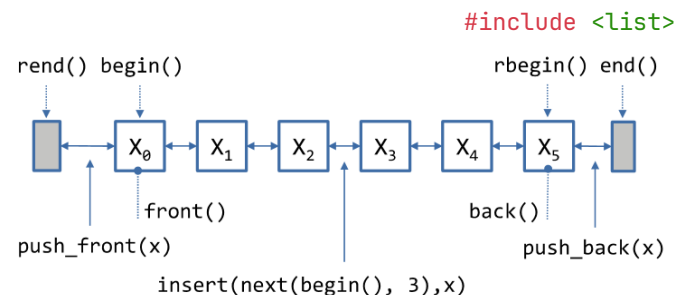 #include <list>
rend() begin() rbegin() end()
X0 X1 X2 X3 X4 X5
front() back()
push_front(x) push_back(x)
insert(next(begin(), 3),x)